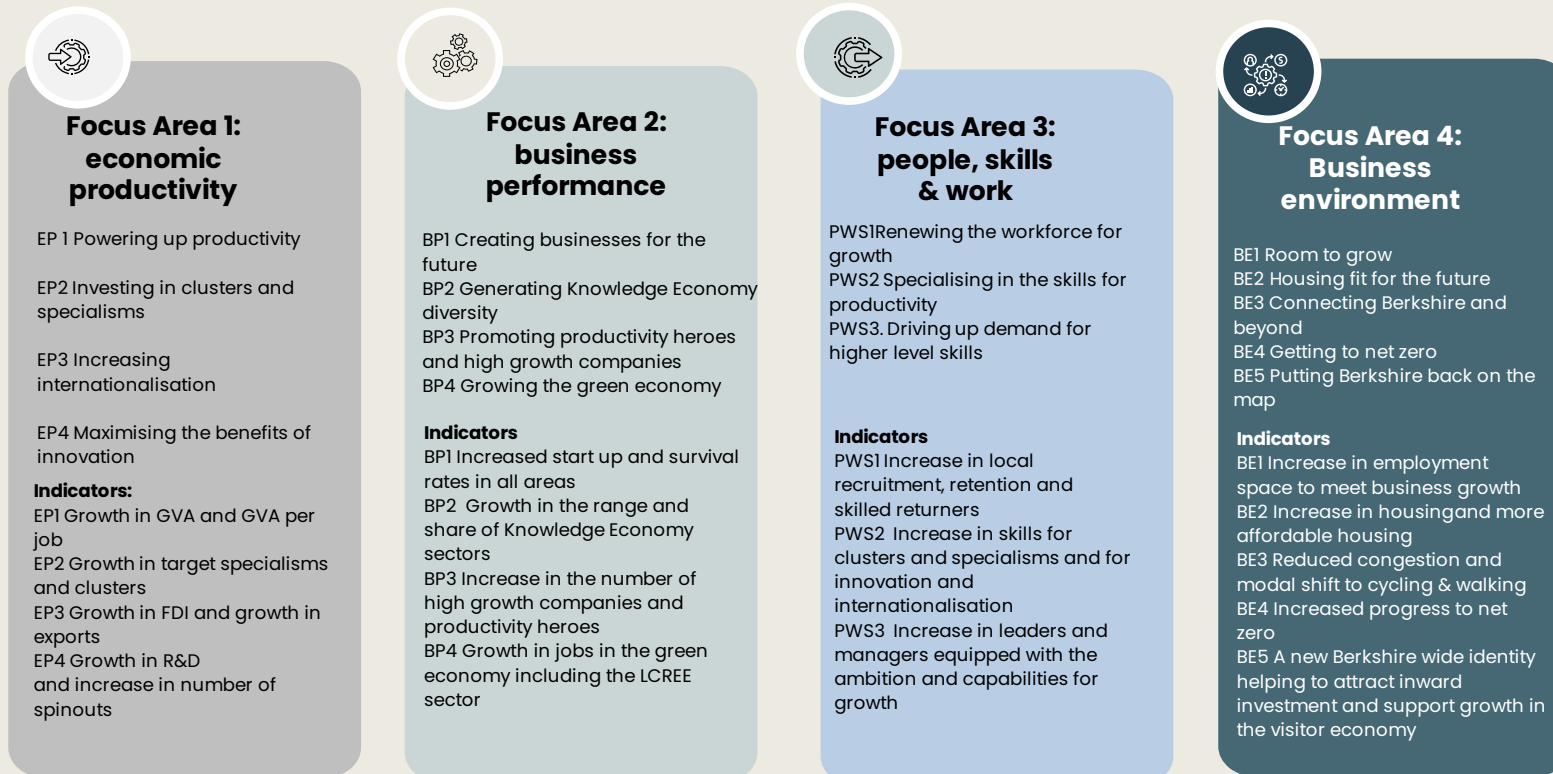 Focus Area 1:
economic
productivity
EP 1 Powering up productivity
EP2 Investing in clusters and
specialisms
EP3 Increasing
internationalisation
EP4 Maximising the benefits of
innovation
Indicators:
EP1 Growth in GVA and GVA per
job
EP2 Growth in target specialisms
and clusters
EP3 Growth in FDI and growth in
exports
EP4 Growth in R&D
and increase in number of
spinouts
Focus Area 2:
business
performance
BP1 Creating businesses for the
future
BP2 Generating Knowledge Economy
diversity
BP3 Promoting productivity heroes
and high growth companies
BP4 Growing the green economy
Indicators
BP1 Increased start up and survival
rates in all areas
BP2 Growth in the range and
share of Knowledge Economy
sectors
BP3 Increase in the number of
high growth companies and
productivity heroes
BP4 Growth in jobs in the green
economy including the LCREE
sector
Focus Area 3:
people, skills
& work
PWS1Renewing the workforce for
growth
PWS2 Specialising in the skills for
productivity
PWS3. Driving up demand for
higher level skills
Indicators
PWS1 Increase in local
recruitment, retention and
skilled returners
PWS2 Increase in skills for
clusters and specialisms and for
innovation and
internationalisation
PWS3 Increase in leaders and
managers equipped with the
ambition and capabilities for
growth
Focus Area 4:
Business
environment
BE1 Room to grow
BE2 Housing fit for the future
BE3 Connecting Berkshire and
beyond
BE4 Getting to net zero
BE5 Putting Berkshire back on the
map
Indicators
BE1 Increase in employment
space to meet business growth
BE2 Increase in housingand more
affordable housing
BE3 Reduced congestion and
modal shift to cycling & walking
BE4 Increased progress to net
zero
BE5 A new Berkshire wide identity
helping to attract inward
investment and support growth in
the visitor economy